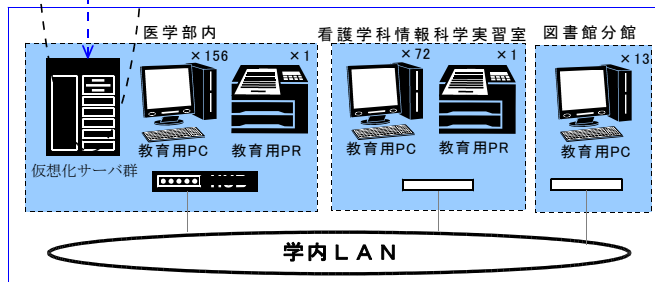 医学部内
×156
×1
教育用PC
教育用PR
仮想化サーバ群
HUB
看護学科情報科学実習室
×72
×1
教育用PC
教育用PR
図書館分館
×13
教育用PC
学内LAN